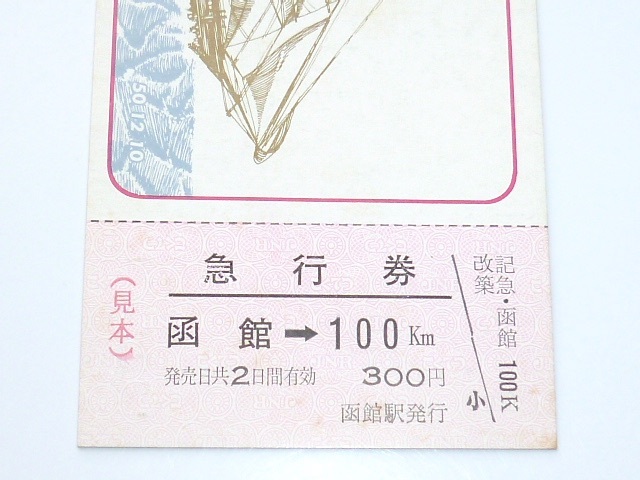 50.12.10
急行券
(見本)
函館➡100Km
発売日共2日間有効 300円
函館駅発行
記急・函館 100K
改築
小